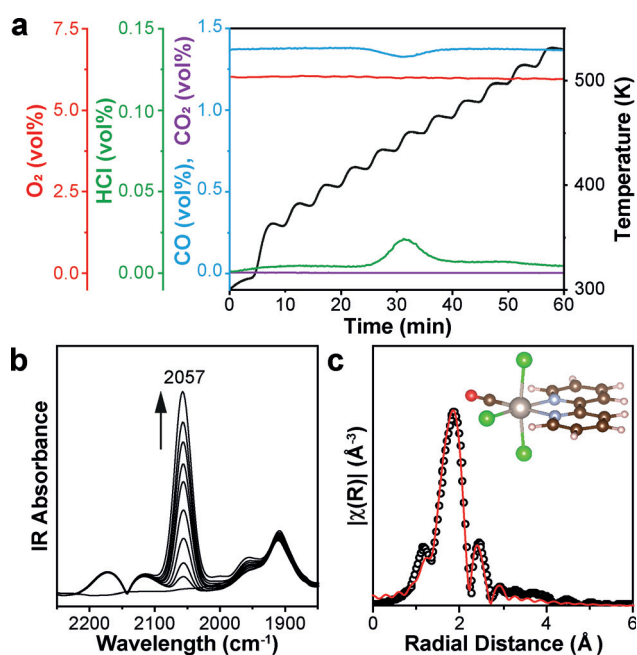 a
7.5
5.0
2.5
0.0
O₂ (vol%)
0.15
0.10
0.05
0.00
HCl (vol%)
1.5
1.0
0.5
0.0
CO (vol%), CO₂ (vol%)
500
400
300
Temperature (K)
0 10 20 30 40 50 60
Time (min)
b
2057
IR Absorbance
2200 2100 2000 1900
Wavelength (cm⁻¹)
c
|χ(R)| (Å⁻³)
0 2 4 6
Radial Distance (Å)